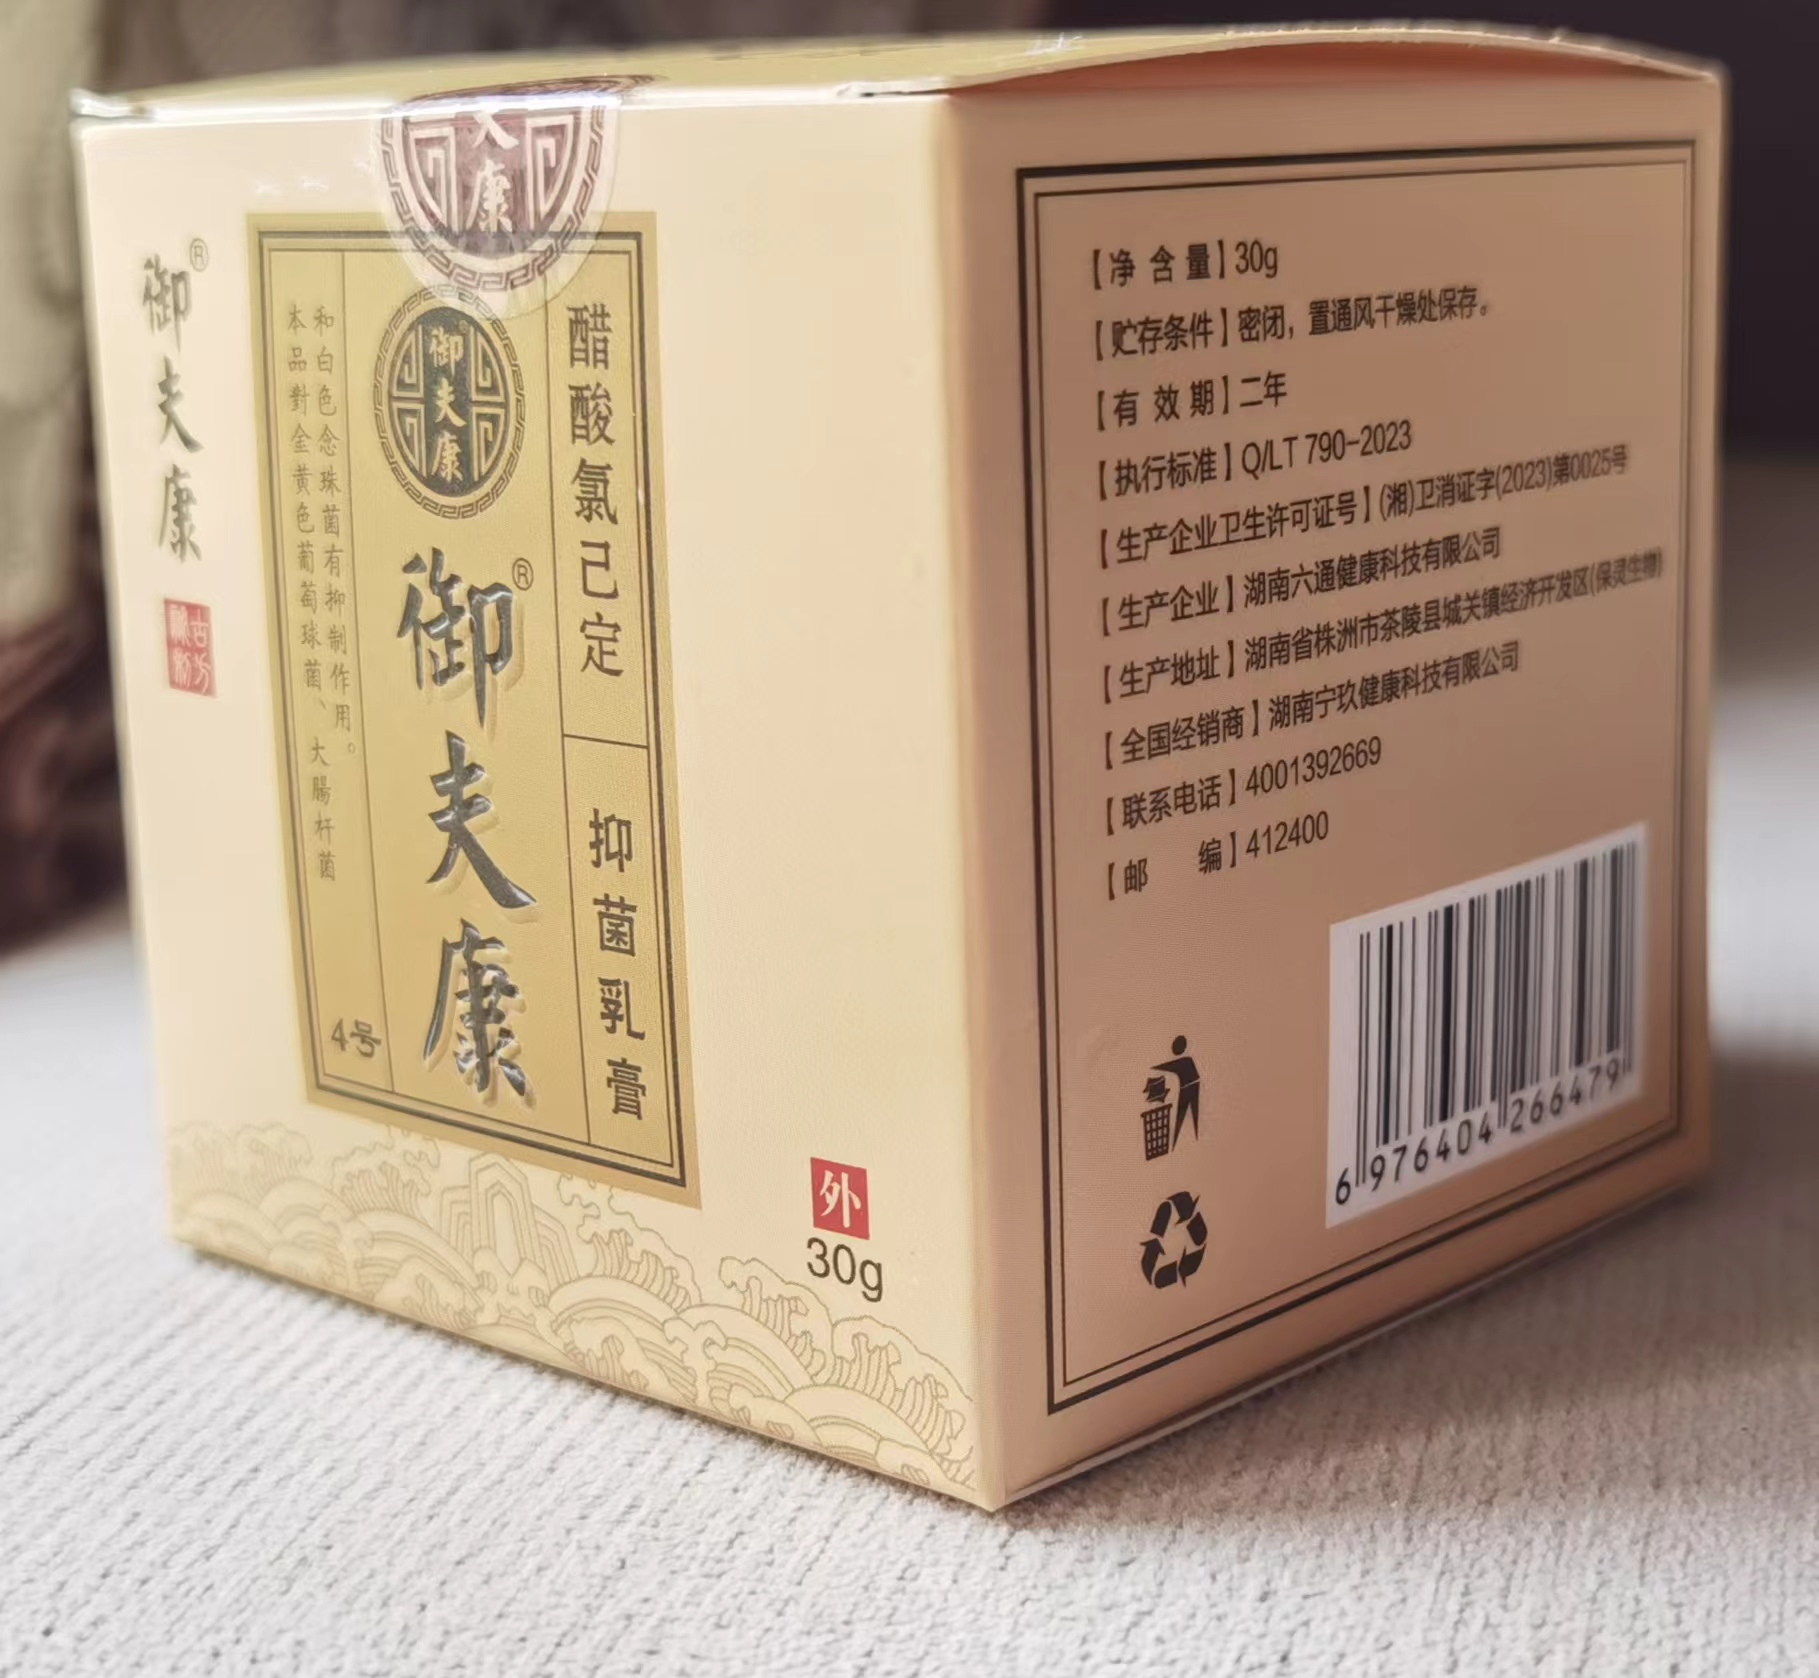 夫康
御夫康®
古方
御夫康
醋酸氯己定
抑菌乳膏
御夫康®
本品對金黄色葡萄球菌、大腸杆菌
和白色念珠菌有抑制作用。
4号
外
30g
【净含量】30g
【贮存条件】密闭，置通风干燥处保存。
【有效期】二年
【执行标准】Q/LT 790-2023
【生产企业卫生许可证号】(湘)卫消证字(2023)第0025号
【生产企业】湖南六通健康科技有限公司
【生产地址】湖南省株洲市茶陵县城关镇经济开发区(保灵生物)
【全国经销商】湖南宁玖健康科技有限公司
【联系电话】4001392669
【邮 编】412400
6 976404 266479